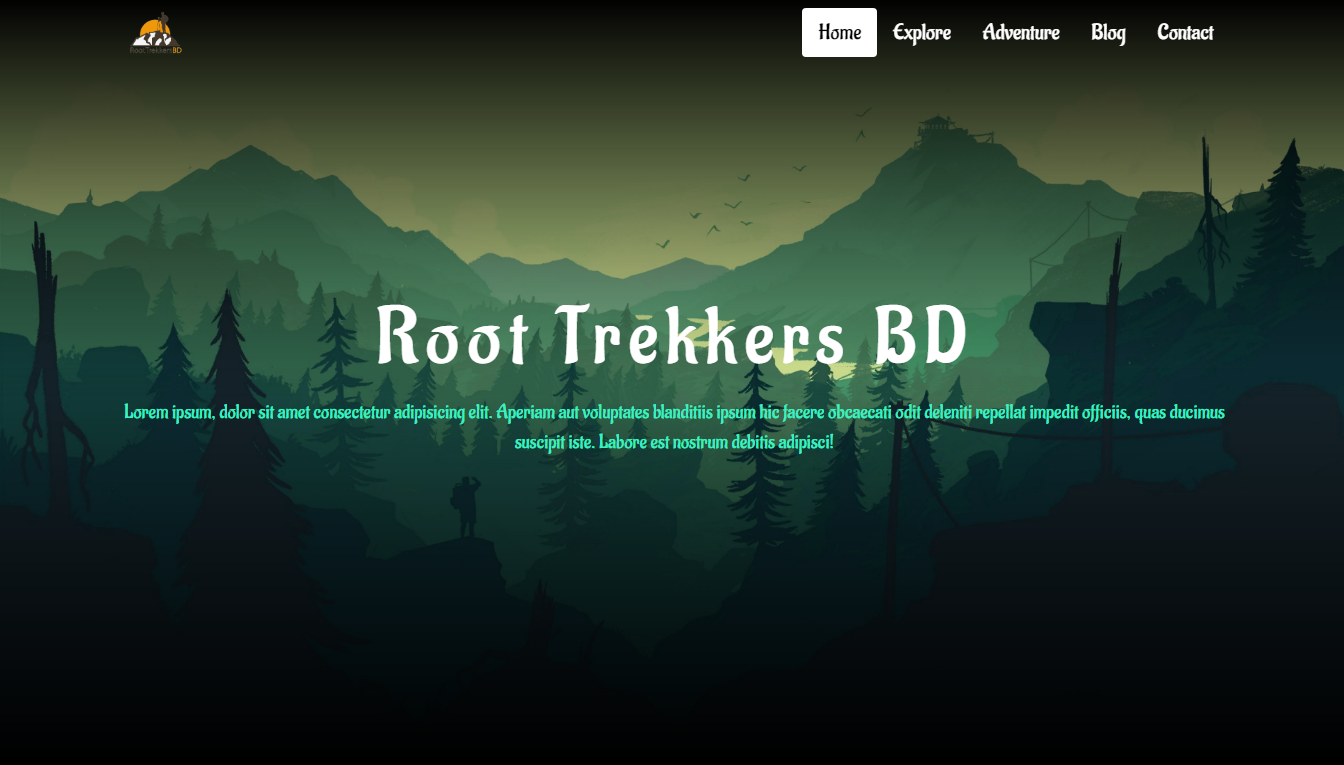 RootTrekkersBD
Home Explore Adventure Blog Contact
Root Trekkers BD
Lorem ipsum, dolor sit amet consectetur adipisicing elit. Aperiam aut voluptates blanditiis ipsum hic facere obcaecati odit deleniti repellat impedit officiis, quas ducimus
suscipit iste. Labore est nostrum debitis adipisci!